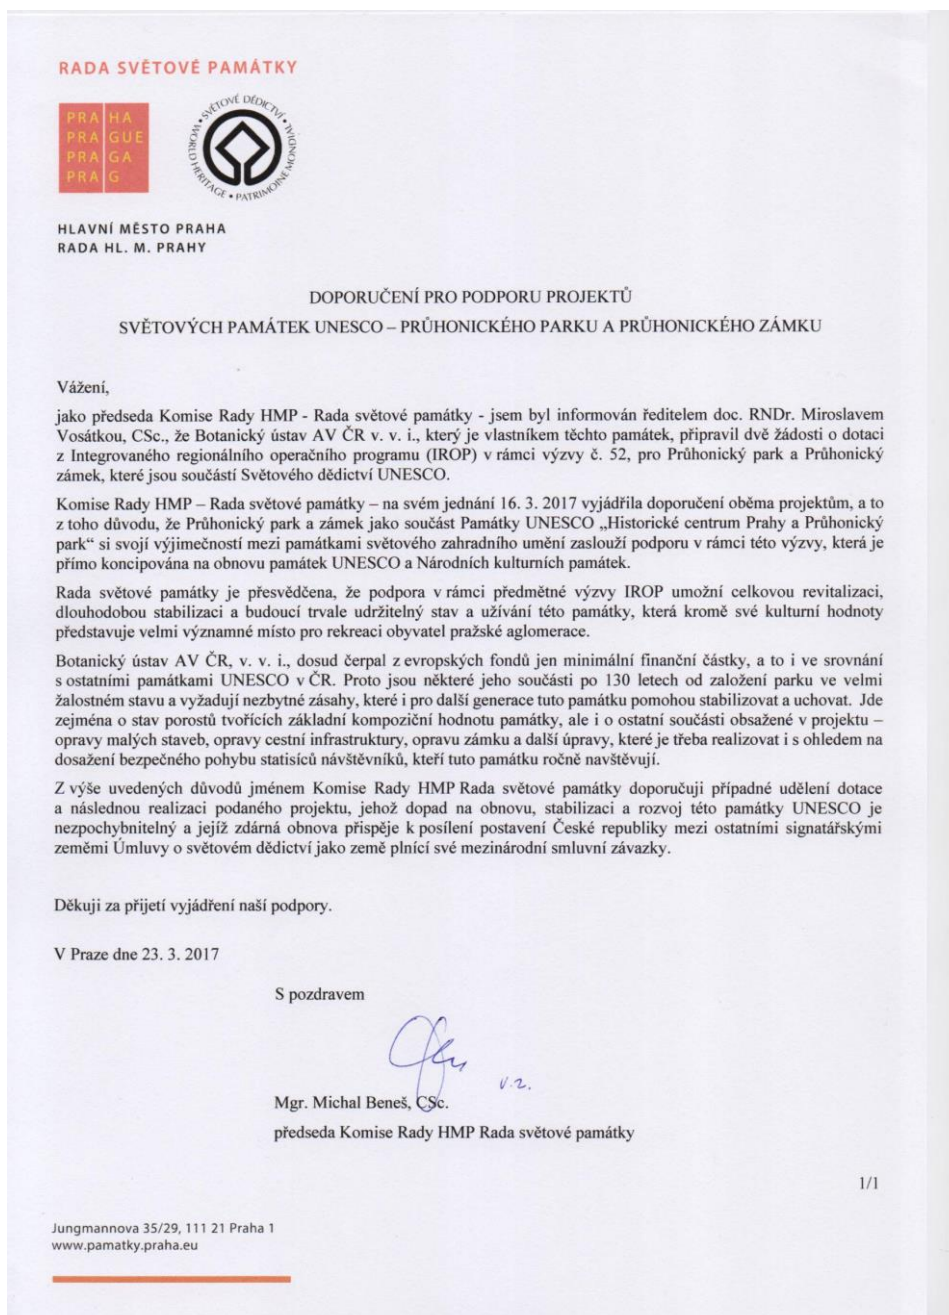 RADA SVĚTOVÉ PAMÁTKY
PRA HA
PRA GUE
PRA GA
PRA G
SVĚTOVÉ DĚDICTVÍ • PATRIMOINE MONDIAL • WORLD HERITAGE •
HLAVNÍ MĚSTO PRAHA
RADA HL. M. PRAHY
DOPORUČENÍ PRO PODPORU PROJEKTŮ
SVĚTOVÝCH PAMÁTEK UNESCO – PRŮHONICKÉHO PARKU A PRŮHONICKÉHO ZÁMKU
Vážení,
jako předseda Komise Rady HMP - Rada světové památky - jsem byl informován ředitelem doc. RNDr. Miroslavem
Vosátkou, CSc., že Botanický ústav AV ČR v. v. i., který je vlastníkem těchto památek, připravil dvě žádosti o dotaci
z Integrovaného regionálního operačního programu (IROP) v rámci výzvy č. 52, pro Průhonický park a Průhonický
zámek, které jsou součástí Světového dědictví UNESCO.
Komise Rady HMP – Rada světové památky – na svém jednání 16. 3. 2017 vyjádřila doporučení oběma projektům, a to
z toho důvodu, že Průhonický park a zámek jako součást Památky UNESCO „Historické centrum Prahy a Průhonický
park“ si svojí výjimečností mezi památkami světového zahradního umění zaslouží podporu v rámci této výzvy, která je
přímo koncipována na obnovu památek UNESCO a Národních kulturních památek.
Rada světové památky je přesvědčena, že podpora v rámci předmětné výzvy IROP umožní celkovou revitalizaci,
dlouhodobou stabilizaci a budoucí trvale udržitelný stav a užívání této památky, která kromě své kulturní hodnoty
představuje velmi významné místo pro rekreaci obyvatel pražské aglomerace.
Botanický ústav AV ČR, v. v. i., dosud čerpal z evropských fondů jen minimální finanční částky, a to i ve srovnání
s ostatními památkami UNESCO v ČR. Proto jsou některé jeho součásti po 130 letech od založení parku ve velmi
žalostném stavu a vyžadují nezbytné zásahy, které i pro další generace tuto památku pomohou stabilizovat a uchovat. Jde
zejména o stav porostů tvořících základní kompoziční hodnotu památky, ale i o ostatní součásti obsažené v projektu –
opravy malých staveb, opravy cestní infrastruktury, opravu zámku a další úpravy, které je třeba realizovat i s ohledem na
dosažení bezpečného pohybu statisíců návštěvníků, kteří tuto památku ročně navštěvují.
Z výše uvedených důvodů jménem Komise Rady HMP Rada světové památky doporučuji případné udělení dotace
a následnou realizaci podaného projektu, jehož dopad na obnovu, stabilizaci a rozvoj této památky UNESCO je
nezpochybnitelný a jejíž zdárná obnova přispěje k posílení postavení České republiky mezi ostatními signatářskými
zeměmi Úmluvy o světovém dědictví jako země plnící své mezinárodní smluvní závazky.
Děkuji za přijetí vyjádření naší podpory.
V Praze dne 23. 3. 2017
S pozdravem
v.z.
Mgr. Michal Beneš, CSc.
předseda Komise Rady HMP Rada světové památky
1/1
Jungmannova 35/29, 111 21 Praha 1
www.pamatky.praha.eu